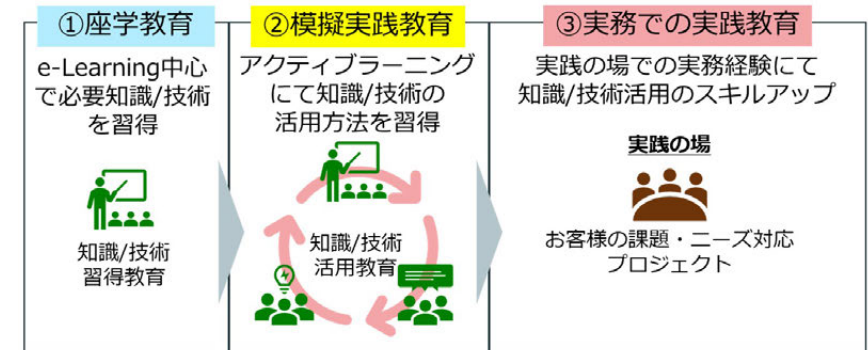 ①座学教育
e-Learning中心
で必要知識/技術
を習得
知識/技術
習得教育
②模擬実践教育
アクティブラーニング
にて知識/技術の
活用方法を習得
知識/技術
活用教育
③実務での実践教育
実践の場での実務経験にて
知識/技術活用のスキルアップ
実践の場
お客様の課題・ニーズ対応
プロジェクト